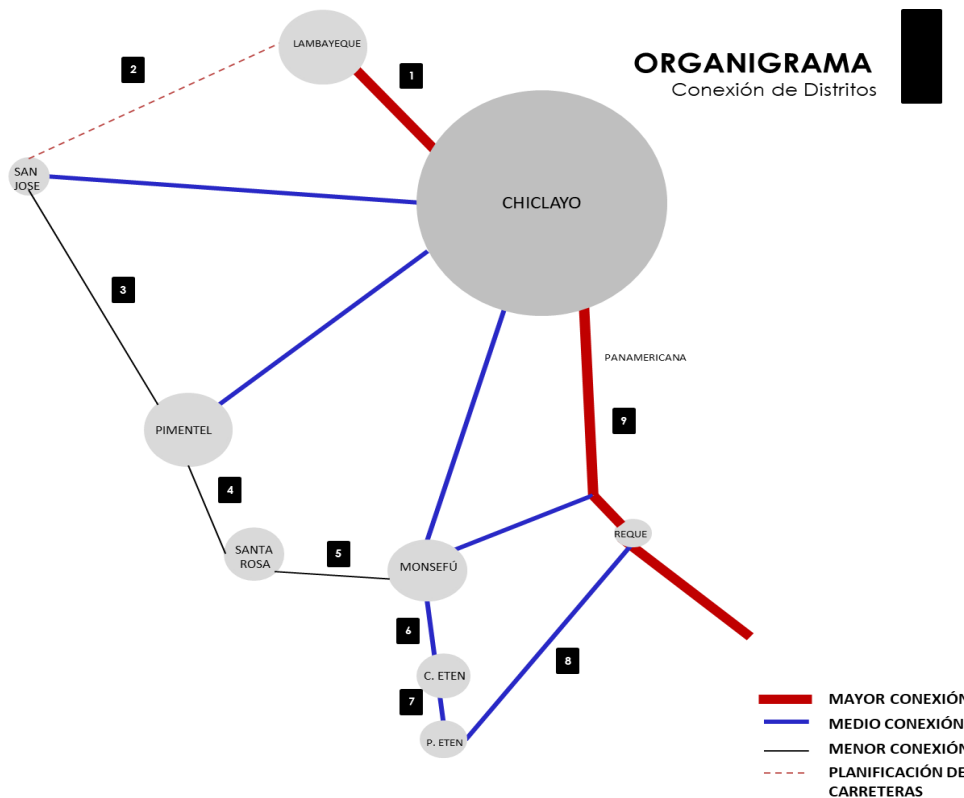 LAMBAYEQUE
ORGANIGRAMA
Conexión de Distritos
1
2
SAN
JOSE
CHICLAYO
3
PANAMERICANA
9
PIMENTEL
4
SANTA
ROSA
5
MONSEFÚ
REQUE
6
8
C. ETEN
7
P. ETEN
MAYOR CONEXIÓN
MEDIO CONEXIÓN
MENOR CONEXIÓN
PLANIFICACIÓN DE
CARRETERAS